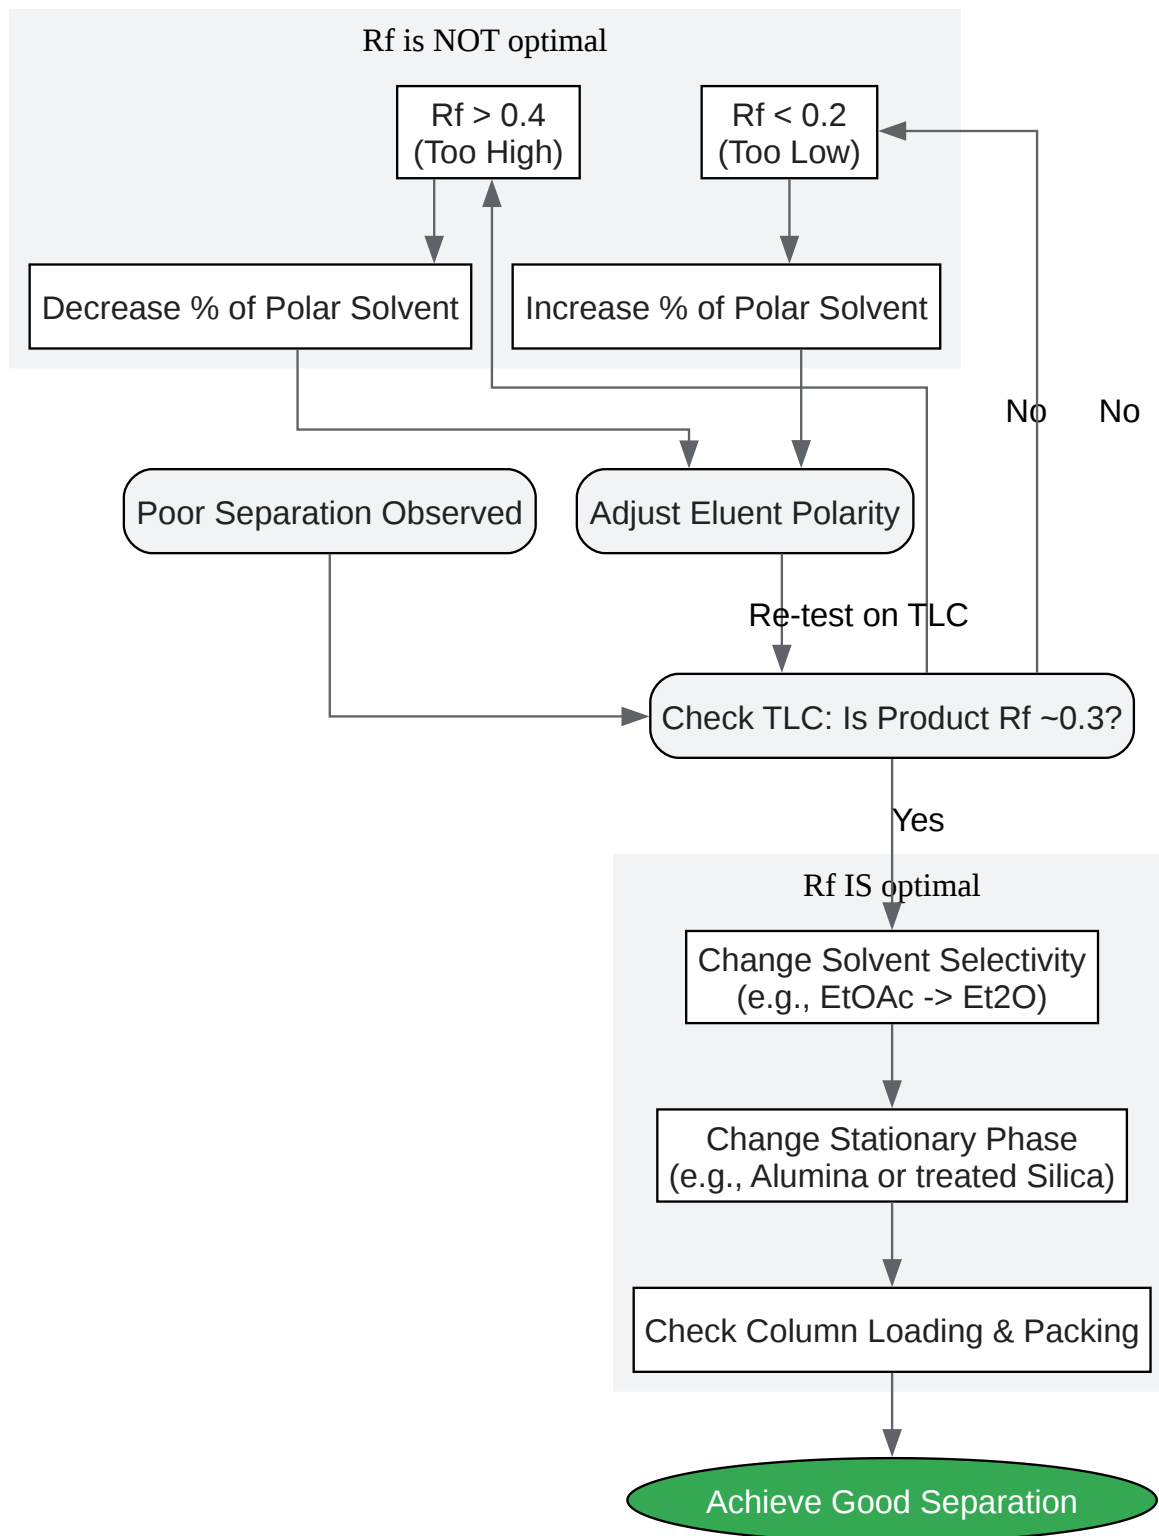 Rf is NOT optimal
Rf > 0.4
(Too High)
Rf < 0.2
(Too Low)
Decrease % of Polar Solvent
Increase % of Polar Solvent
No
No
Poor Separation Observed
Adjust Eluent Polarity
Re-test on TLC
Check TLC: Is Product Rf ~0.3?
Yes
Rf IS optimal
Change Solvent Selectivity
(e.g., EtOAc -> Et2O)
Change Stationary Phase
(e.g., Alumina or treated Silica)
Check Column Loading & Packing
Achieve Good Separation